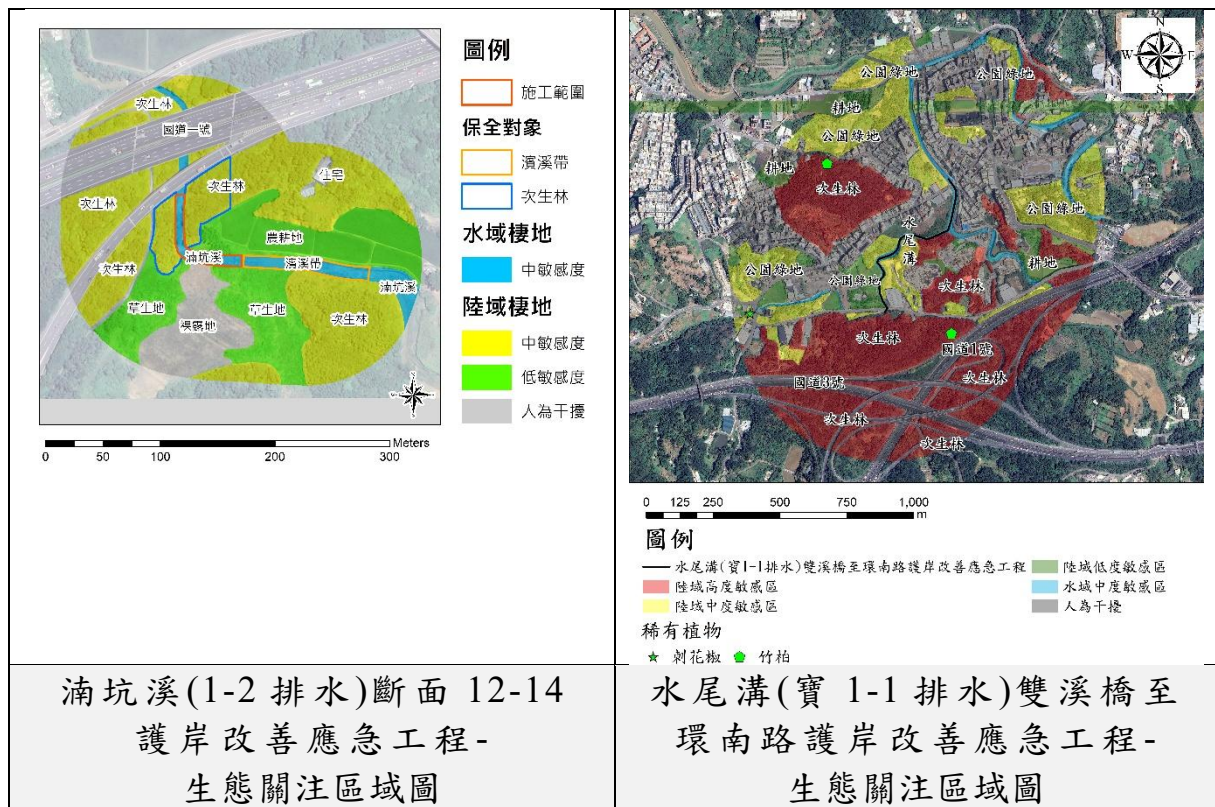 次生林
國道一號
次生林
住宅
次生林
農耕地
湳坑溪
濱溪帶
次生林
湳坑溪
草生地
裸露地
草生地
次生林
0 50 100 200 300 Meters
圖例
施工範圍
保全對象
濱溪帶
次生林
水域棲地
中敏感度
陸域棲地
中敏感度
低敏感度
人為干擾
N
W E
S
公園綠地
公園綠地
耕地
公園綠地
耕地
次生林
公園綠地
水尾溝
公園綠地
公園綠地
耕地
次生林
次生林
國道1號
國道3號
次生林
次生林
次生林
0 125 250 500 750 1,000
m
圖例
水尾溝(寶1-1排水)雙溪橋至環南路護岸改善應急工程
陸域低度敏感區
陸域高度敏感區
水域中度敏感區
陸域中度敏感區
人為干擾
稀有植物
刺花椒 竹柏
湳坑溪(1-2 排水)斷面 12-14
護岸改善應急工程-
生態關注區域圖
水尾溝(寶 1-1 排水)雙溪橋至
環南路護岸改善應急工程-
生態關注區域圖